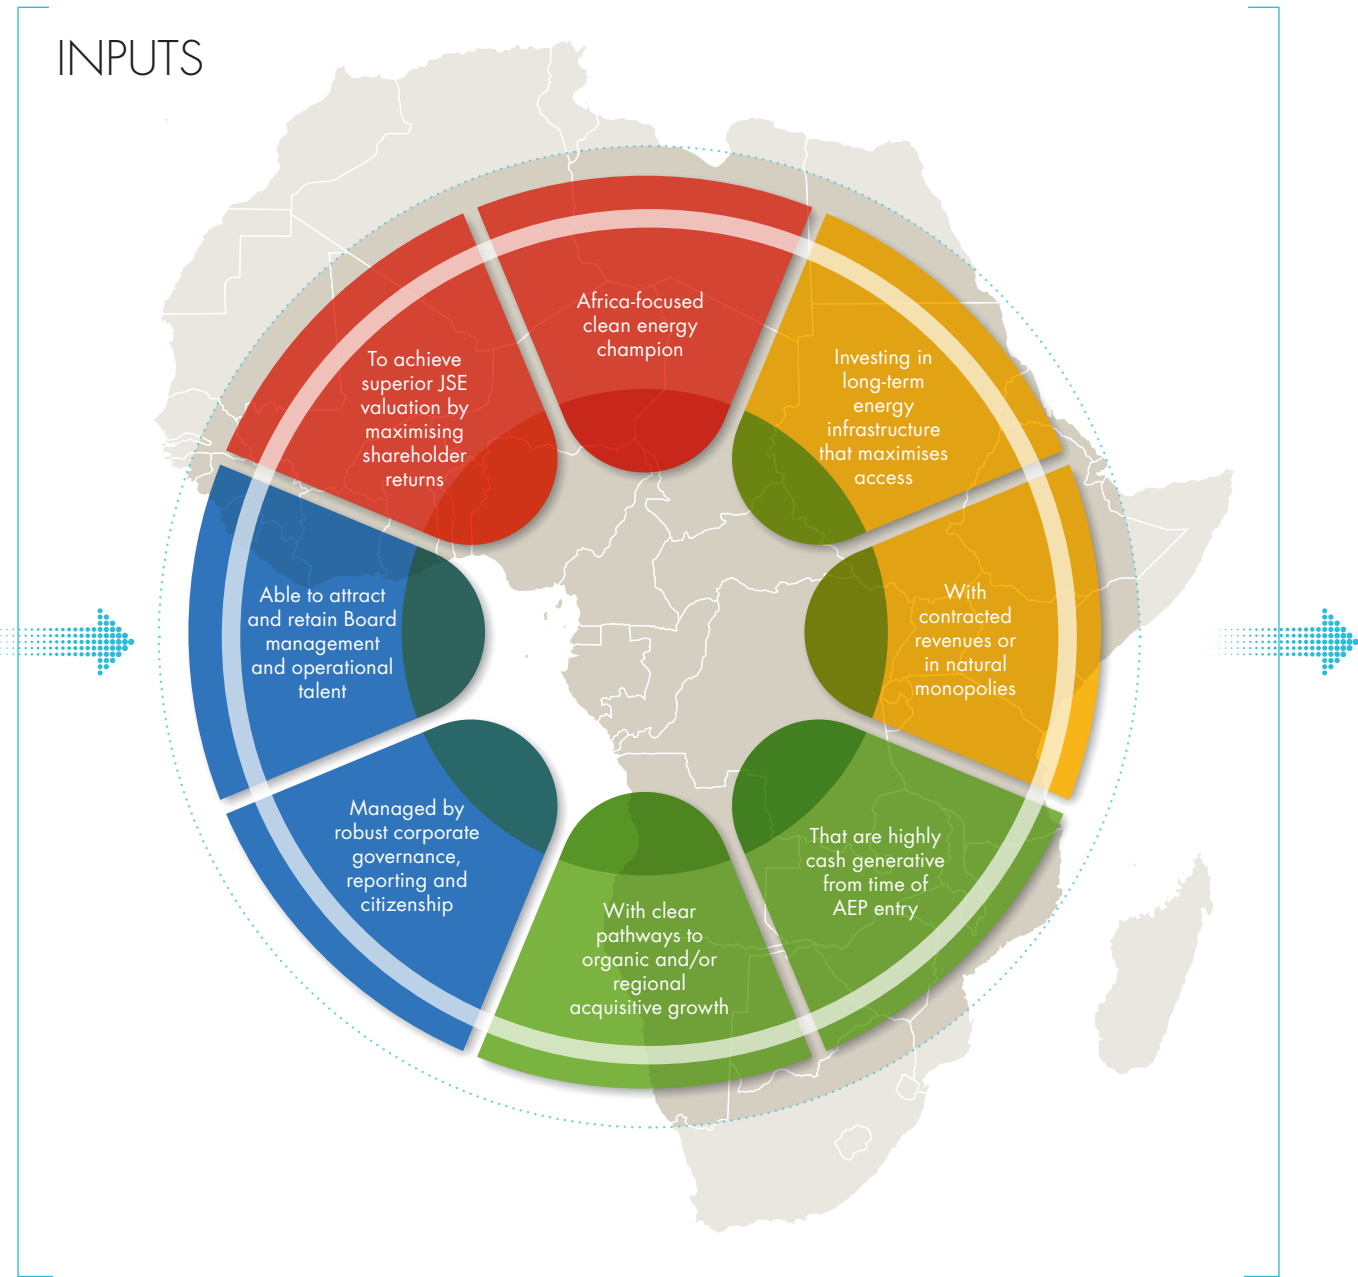 INPUTS
Africa-focused
clean energy
champion
Investing in
long-term
energy
infrastructure
that maximises
access
With
contracted
revenues or
in natural
monopolies
That are highly
cash generative
from time of
AEP entry
With clear
pathways to
organic and/or
regional
acquisitive growth
Managed by
robust corporate
governance,
reporting and
citizenship
Able to attract
and retain Board
management
and operational
talent
To achieve
superior JSE
valuation by
maximising
shareholder
returns